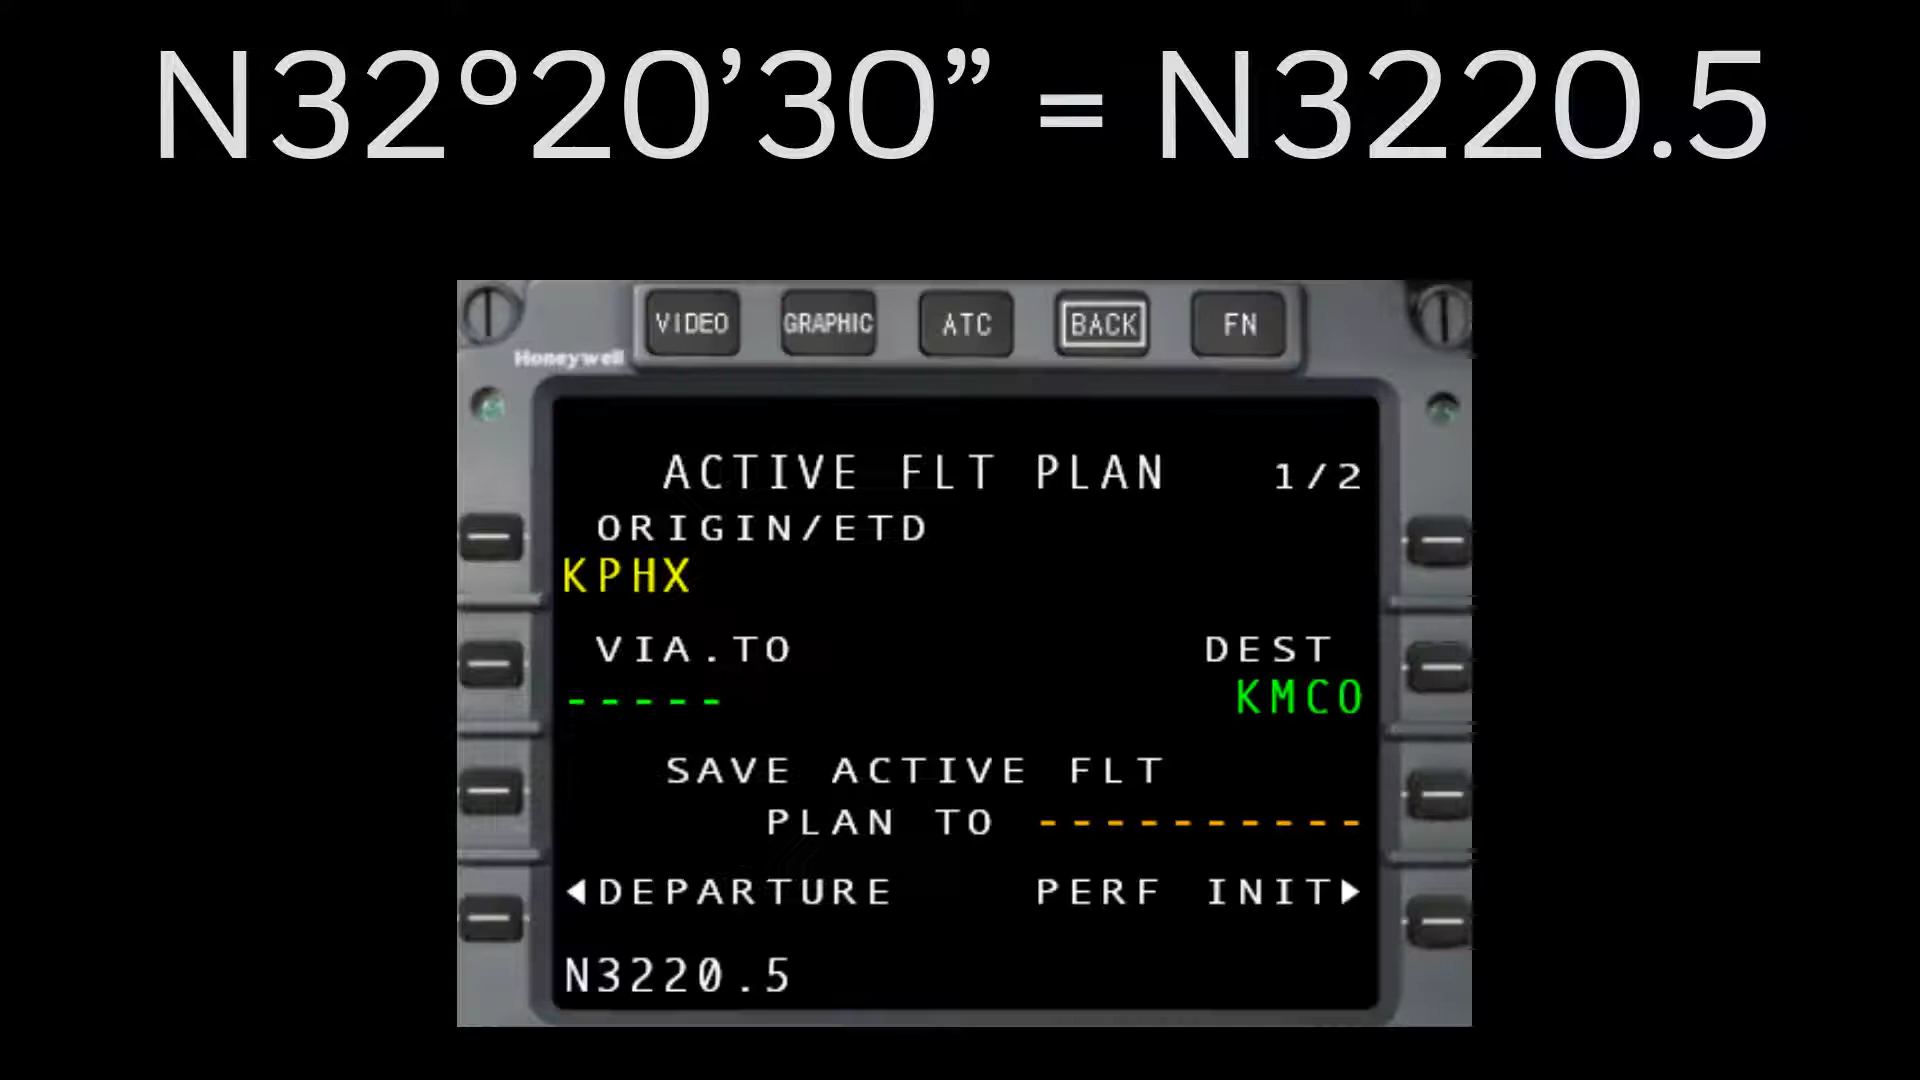 N32°20’30” = N3220.5
VIDEO GRAPHIC ATC BACK FN
Honeywell
ACTIVE FLT PLAN 1/2
ORIGIN/ETD
KPHX
VIA.TO DEST
----- KMCO
SAVE ACTIVE FLT
PLAN TO ----------
◀DEPARTURE PERF INIT▶
N3220.5